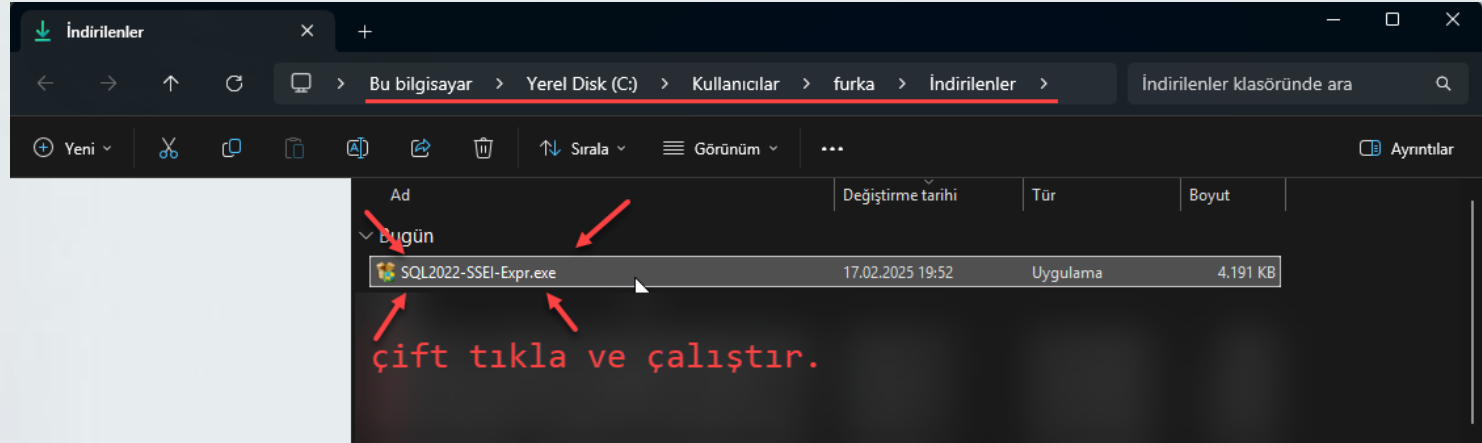 İndirilenler
Bu bilgisayar > Yerel Disk (C:) > Kullanıcılar > furka > İndirilenler >
İndirilenler klasöründe ara
Yeni
Sırala
Görünüm
Ayrıntılar
Ad Değiştirme tarihi Tür Boyut
Bugün
SQL2022-SSEI-Expr.exe 17.02.2025 19:52 Uygulama 4.191 KB
çift tıkla ve çalıştır.